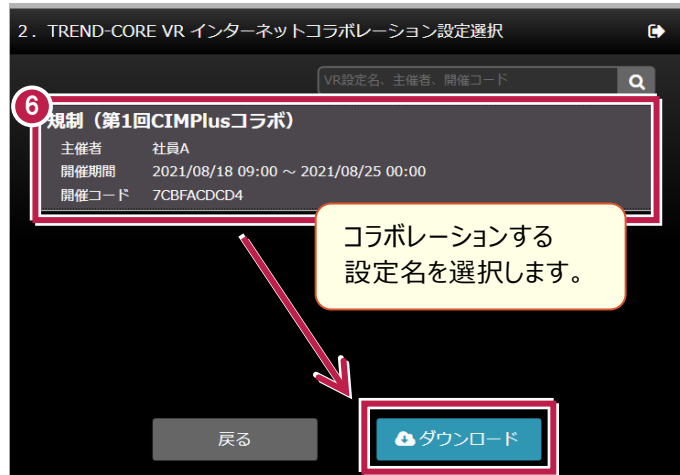 2．TREND-CORE VR インターネットコラボレーション設定選択
VR設定名、主催者、開催コード
6
規制（第1回CIMPlusコラボ）
主催者 社員A
開催期間 2021/08/18 09:00 ～ 2021/08/25 00:00
開催コード 7CBFACDCD4
コラボレーションする
設定名を選択します。
戻る
ダウンロード